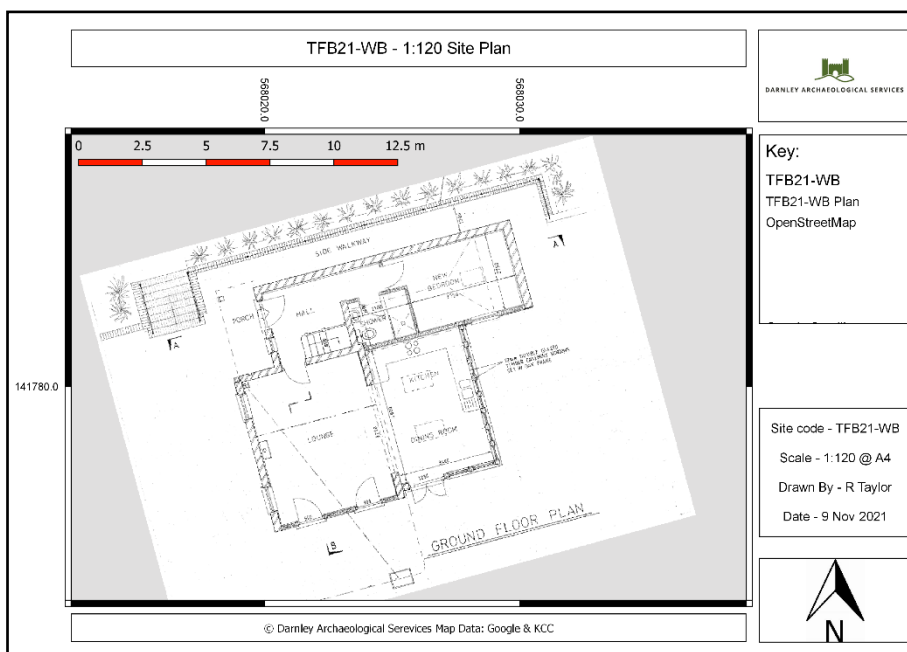 TFB21-WB - 1:120 Site Plan
DARNLEY ARCHAEOLOGICAL SERVICES
568020.0
568030.0
0 2.5 5 7.5 10 12.5 m
Key:
TFB21-WB
TFB21-WB Plan
OpenStreetMap
SIDE WALKWAY
A
NEW
BEDROOM
PORCH
HALL
SHOWER
A
141780.0
KITCHEN
LOUNGE
DINING ROOM
B
GROUND FLOOR PLAN
Site code - TFB21-WB
Scale - 1:120 @ A4
Drawn By - R Taylor
Date - 9 Nov 2021
N
© Darnley Archaeological Serevices Map Data: Google & KCC